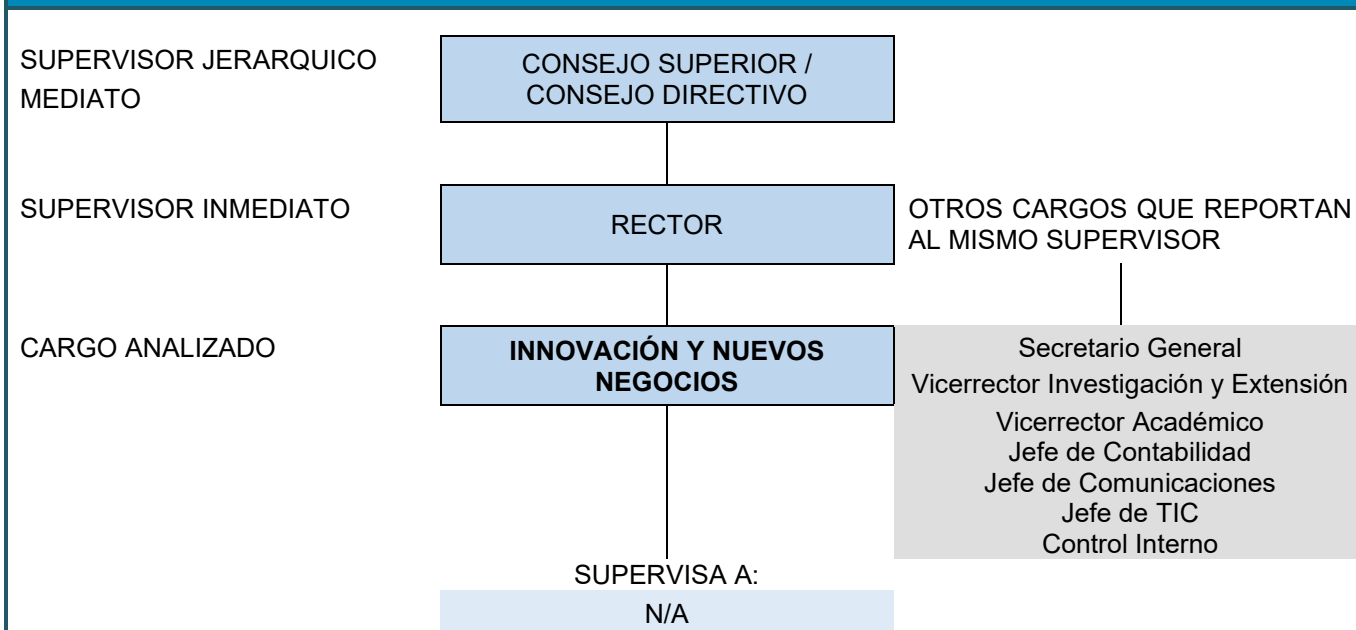 SUPERVISOR JERARQUICO
MEDIATO
CONSEJO SUPERIOR /
CONSEJO DIRECTIVO
SUPERVISOR INMEDIATO
RECTOR
OTROS CARGOS QUE REPORTAN
AL MISMO SUPERVISOR
CARGO ANALIZADO
INNOVACIÓN Y NUEVOS
NEGOCIOS
Secretario General
Vicerrector Investigación y Extensión
Vicerrector Académico
Jefe de Contabilidad
Jefe de Comunicaciones
Jefe de TIC
Control Interno
SUPERVISA A:
N/A